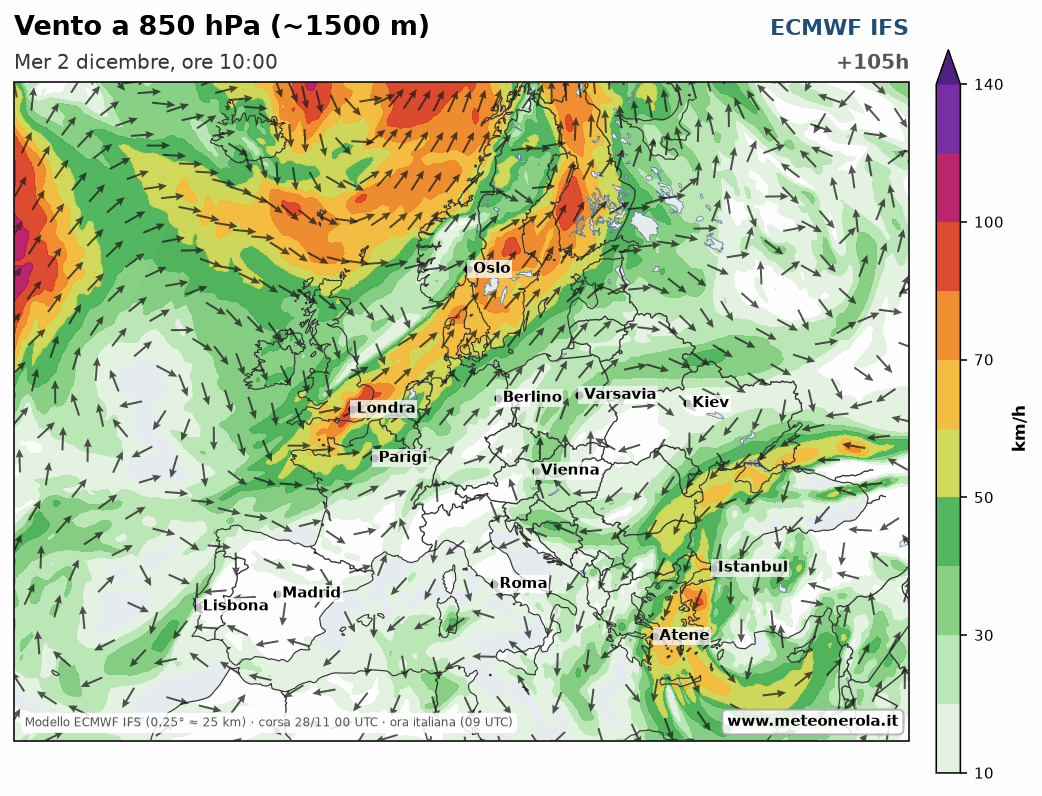 Vento a 850 hPa (~1500 m)
ECMWF IFS
Mer 2 dicembre, ore 10:00
+105h
140
100
70
50
30
10
km/h
Oslo
Londra
Berlino
Varsavia
Kiev
Parigi
Vienna
Istanbul
Roma
Madrid
Lisbona
Atene
Modello ECMWF IFS (0,25° ≈ 25 km) · corsa 28/11 00 UTC · ora italiana (09 UTC)
www.meteonerola.it